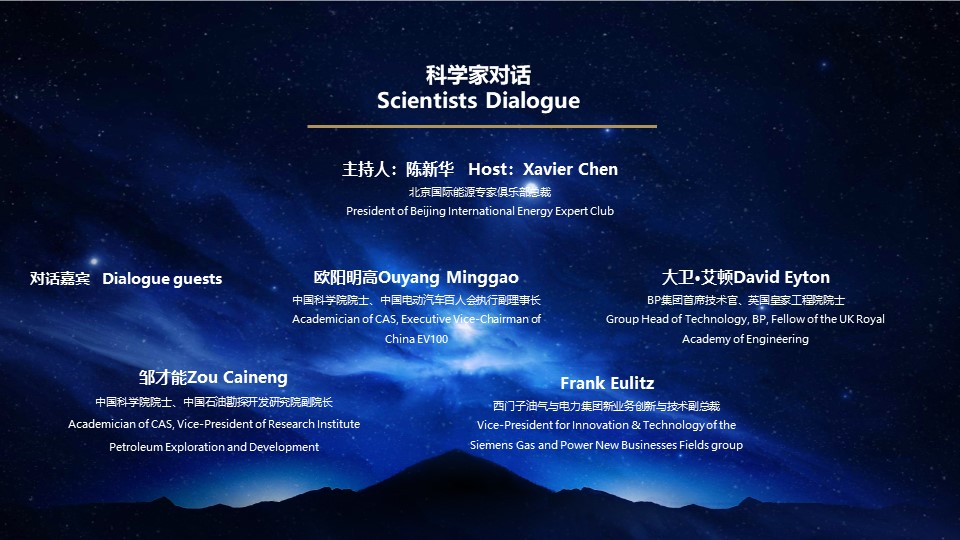 科学家对话
Scientists Dialogue
主持人：陈新华 Host：Xavier Chen
北京国际能源专家俱乐部总裁
President of Beijing International Energy Expert Club
对话嘉宾 Dialogue guests
欧阳明高Ouyang Minggao
中国科学院院士、中国电动汽车百人会执行副理事长
Academician of CAS, Executive Vice-Chairman of
China EV100
大卫•艾顿David Eyton
BP集团首席技术官、英国皇家工程院院士
Group Head of Technology, BP, Fellow of the UK Royal
Academy of Engineering
邹才能Zou Caineng
中国科学院院士、中国石油勘探开发研究院副院长
Academician of CAS, Vice-President of Research Institute
Petroleum Exploration and Development
Frank Eulitz
西门子油气与电力集团新业务创新与技术副总裁
Vice-President for Innovation & Technology of the
Siemens Gas and Power New Businesses Fields group